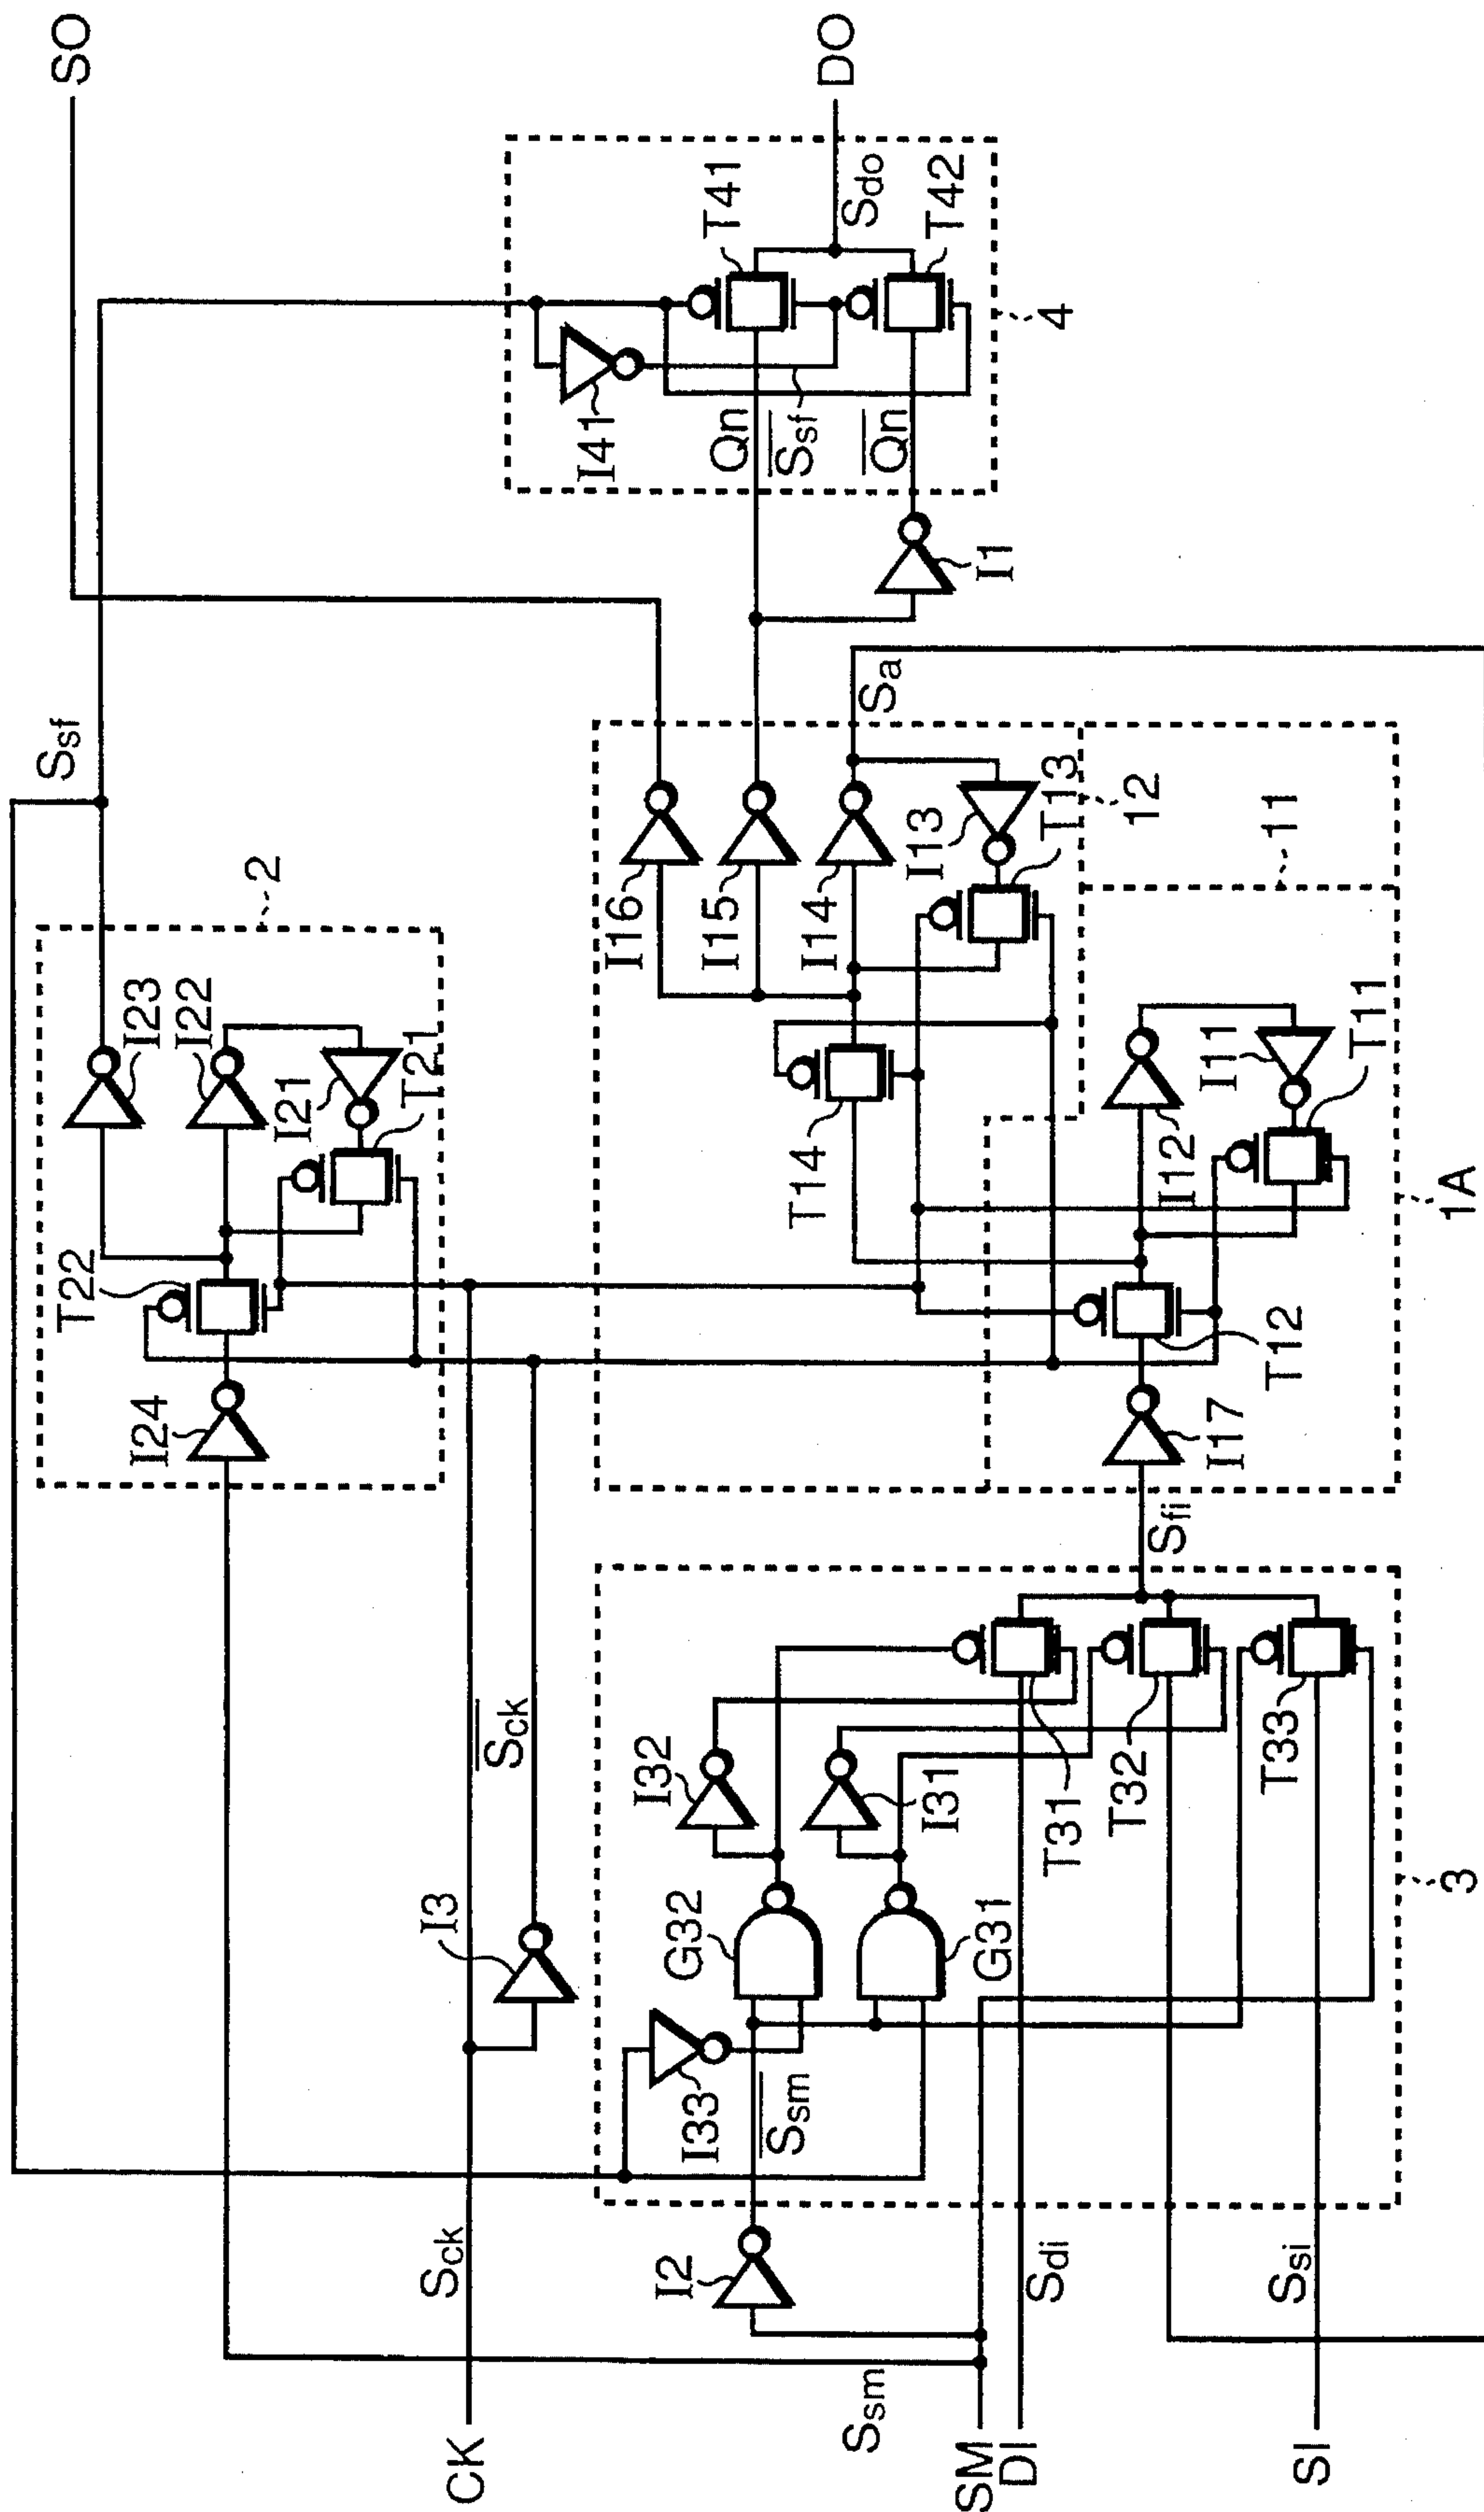 SO
DO
Ssf
2
I23
I22
I21
T21
T22
I24
I41
T41
T42
Sdo
4
Qn
Ssf
Qn
I1
Sa
I16
I15
I14
I13
T13
12
11
T14
I12
I11
T11
T12
I17
1A
Sfi
Sck
I3
Sck
CK
I32
I31
G32
G31
I33
Ssm
I2
T31
T32
T33
3
Ssm
SM
DI
Sdi
Ssi
SI